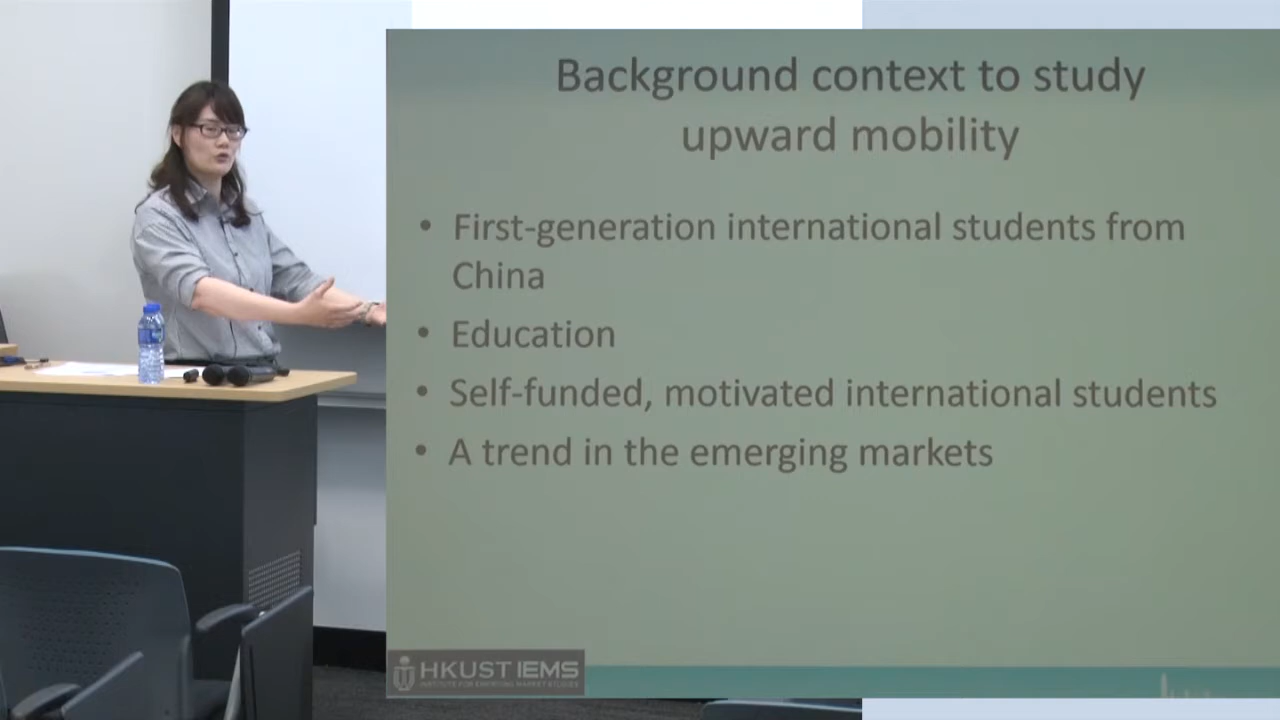 Background context to study
upward mobility
• First-generation international students from
China
• Education
• Self-funded, motivated international students
• A trend in the emerging markets
HKUST IEMS
INSTITUTE FOR EMERGING MARKET STUDIES